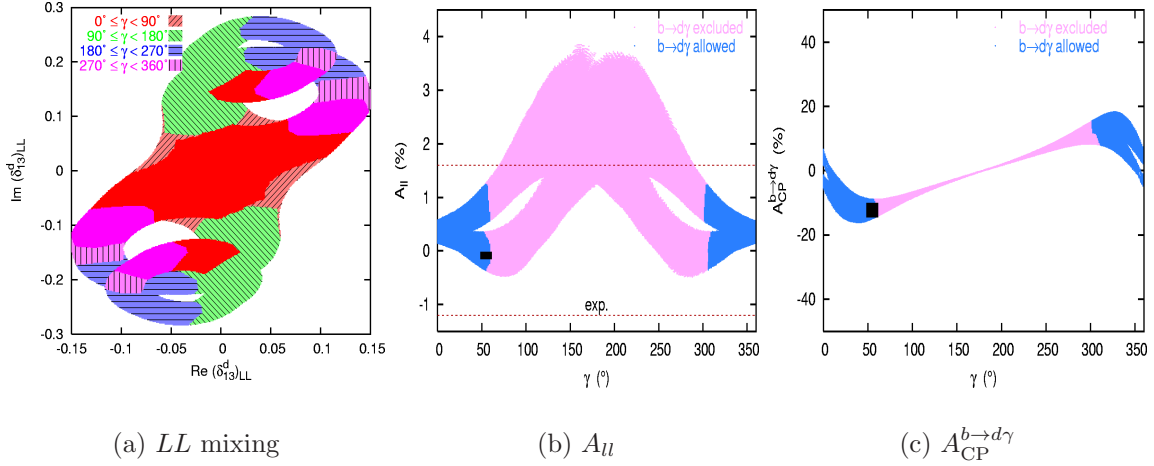 0° ≤ γ < 90°
90° ≤ γ < 180°
180° ≤ γ < 270°
270° ≤ γ < 360°
0.3
0.2
0.1
0
-0.1
-0.2
-0.3
Im (δᵈ₁₃)LL
-0.15
-0.1
-0.05
0
0.05
0.1
0.15
Re (δᵈ₁₃)LL
(a) LL mixing
b→dγ excluded
b→dγ allowed
4
3
2
1
0
-1
A_ll (%)
exp.
0
50
100
150
200
250
300
350
γ (°)
(b) A_ll
b→dγ excluded
b→dγ allowed
40
20
0
-20
-40
A_CP^b→dγ (%)
0
50
100
150
200
250
300
350
γ (°)
(c) A_CP^b→dγ